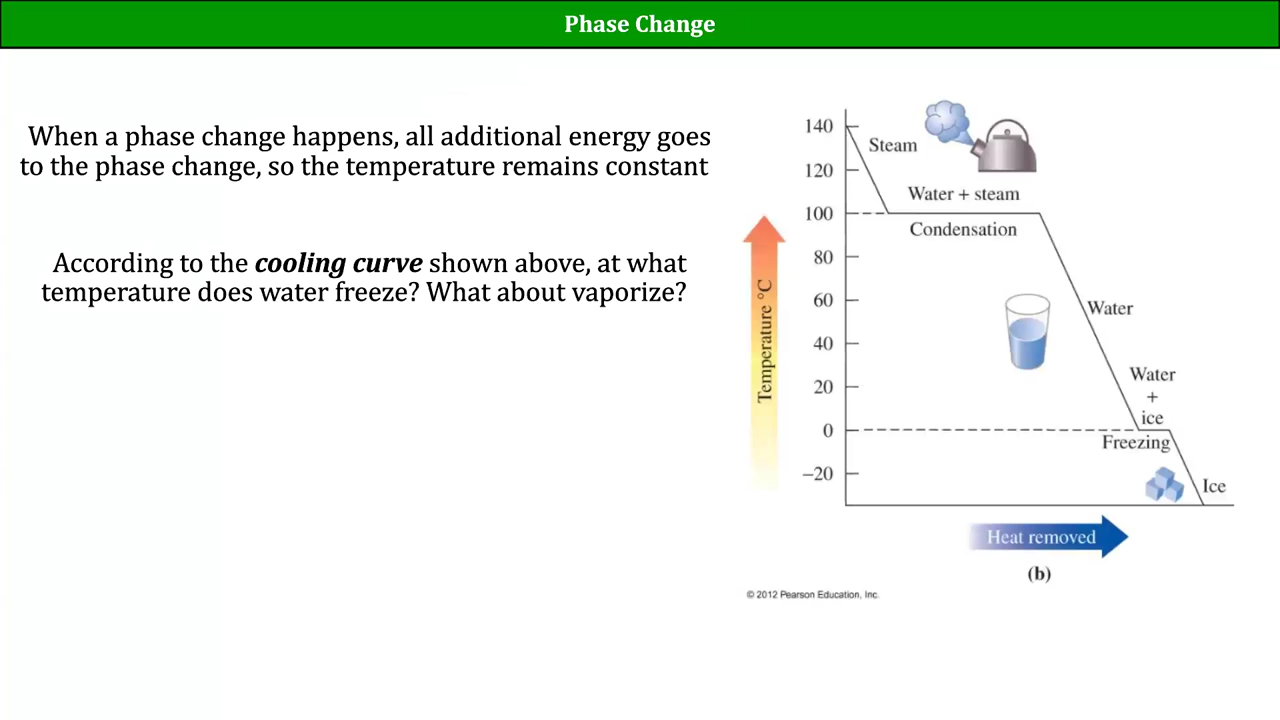 Phase Change
When a phase change happens, all additional energy goes
to the phase change, so the temperature remains constant
According to the cooling curve shown above, at what
temperature does water freeze? What about vaporize?
Temperature °C
140
120
100
80
60
40
20
0
−20
Steam
Water + steam
Condensation
Water
Water
+
ice
Freezing
Ice
Heat removed
(b)
© 2012 Pearson Education, Inc.